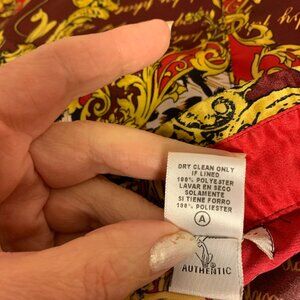 DRY CLEAN ONLY
IF LINED
100% POLYESTER
LAVAR EN SECO
SOLAMENTE
SI TIENE FORRO
100% POLIESTER
A
AUTHENTIC